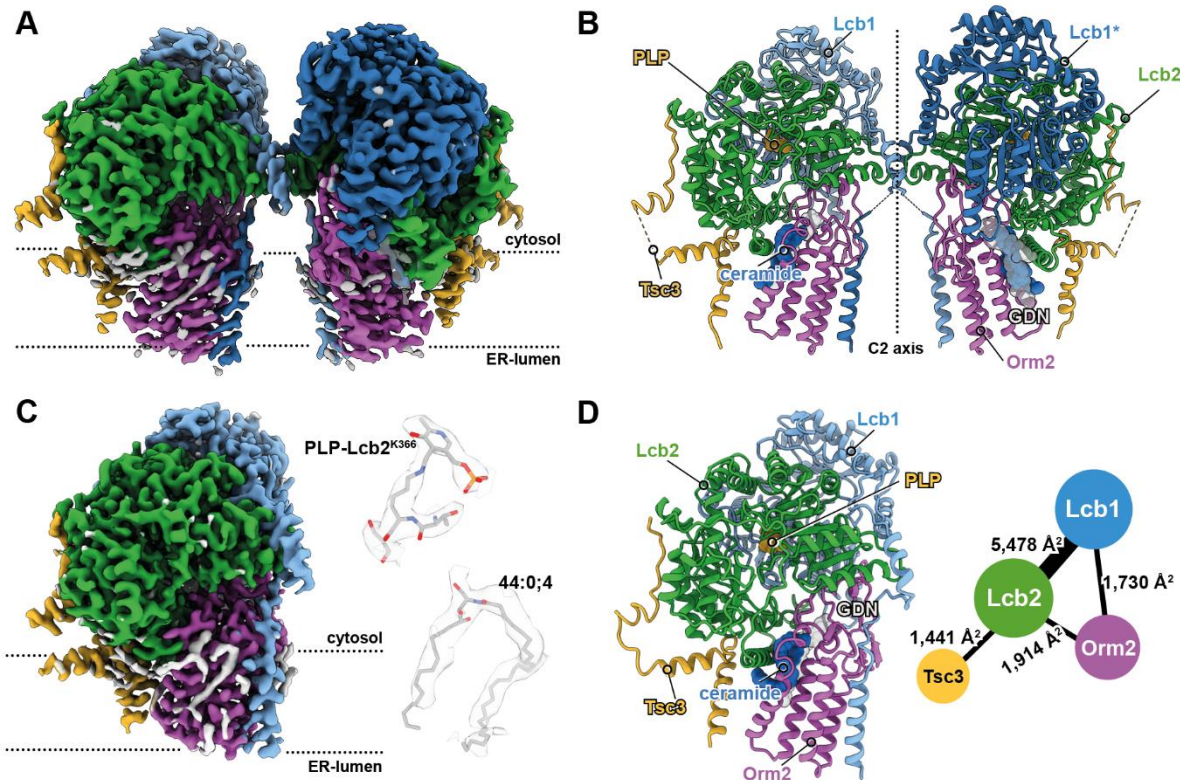 A
cytosol
ER-lumen
B
Lcb1
Lcb1*
Lcb2
PLP
ceramide
Tsc3
GDN
C2 axis
Orm2
C
PLP-Lcb2K366
44:0;4
cytosol
ER-lumen
D
Lcb1
Lcb2
PLP
GDN
Tsc3
ceramide
Orm2
Lcb1
5,478 Å2
1,730 Å2
Lcb2
1,441 Å2
1,914 Å2
Orm2
Tsc3